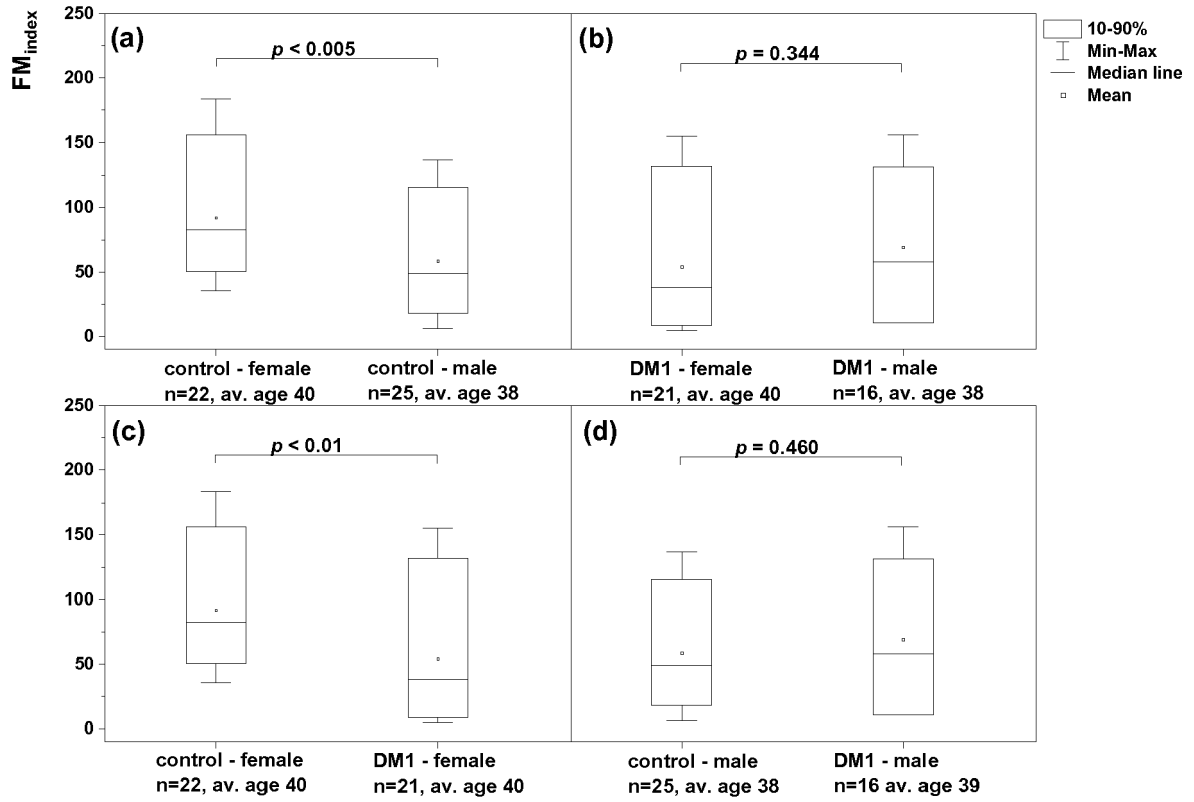 FMindex
250
200
150
100
50
0
(a)
p < 0.005
control - female
n=22, av. age 40
control - male
n=25, av. age 38
(b)
p = 0.344
DM1 - female
n=21, av. age 40
DM1 - male
n=16, av. age 38
10-90%
Min-Max
Median line
Mean
250
200
150
100
50
0
(c)
p < 0.01
control - female
n=22, av. age 40
DM1 - female
n=21, av. age 40
(d)
p = 0.460
control - male
n=25, av. age 38
DM1 - male
n=16 av. age 39